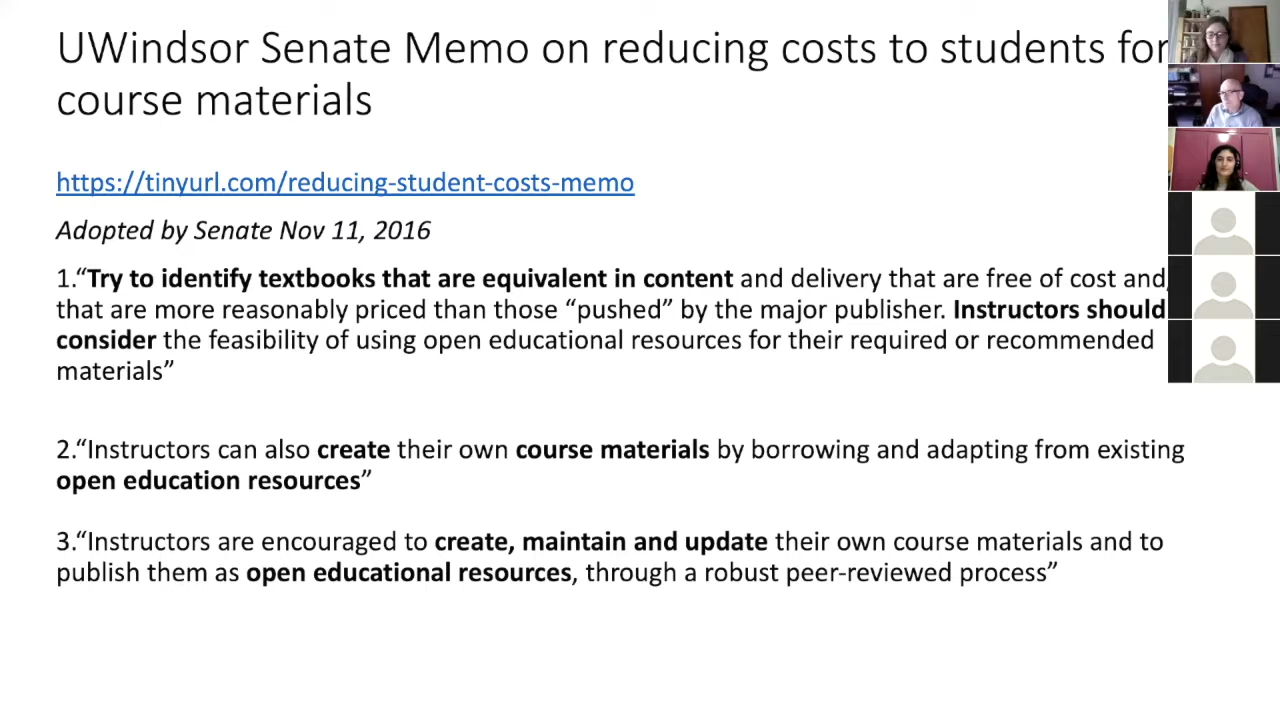 UWindsor Senate Memo on reducing costs to students for
course materials
https://tinyurl.com/reducing-student-costs-memo
Adopted by Senate Nov 11, 2016
1.“Try to identify textbooks that are equivalent in content and delivery that are free of cost and,
that are more reasonably priced than those “pushed” by the major publisher. Instructors should
consider the feasibility of using open educational resources for their required or recommended
materials”
2.“Instructors can also create their own course materials by borrowing and adapting from existing
open education resources”
3.“Instructors are encouraged to create, maintain and update their own course materials and to
publish them as open educational resources, through a robust peer-reviewed process”